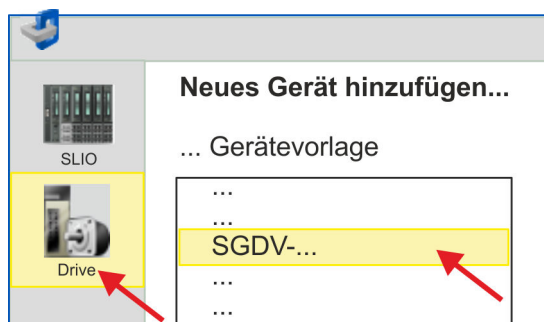 Neues Gerät hinzufügen...
SLIO
... Gerätevorlage
...
...
SGDV-...
Drive
...
...